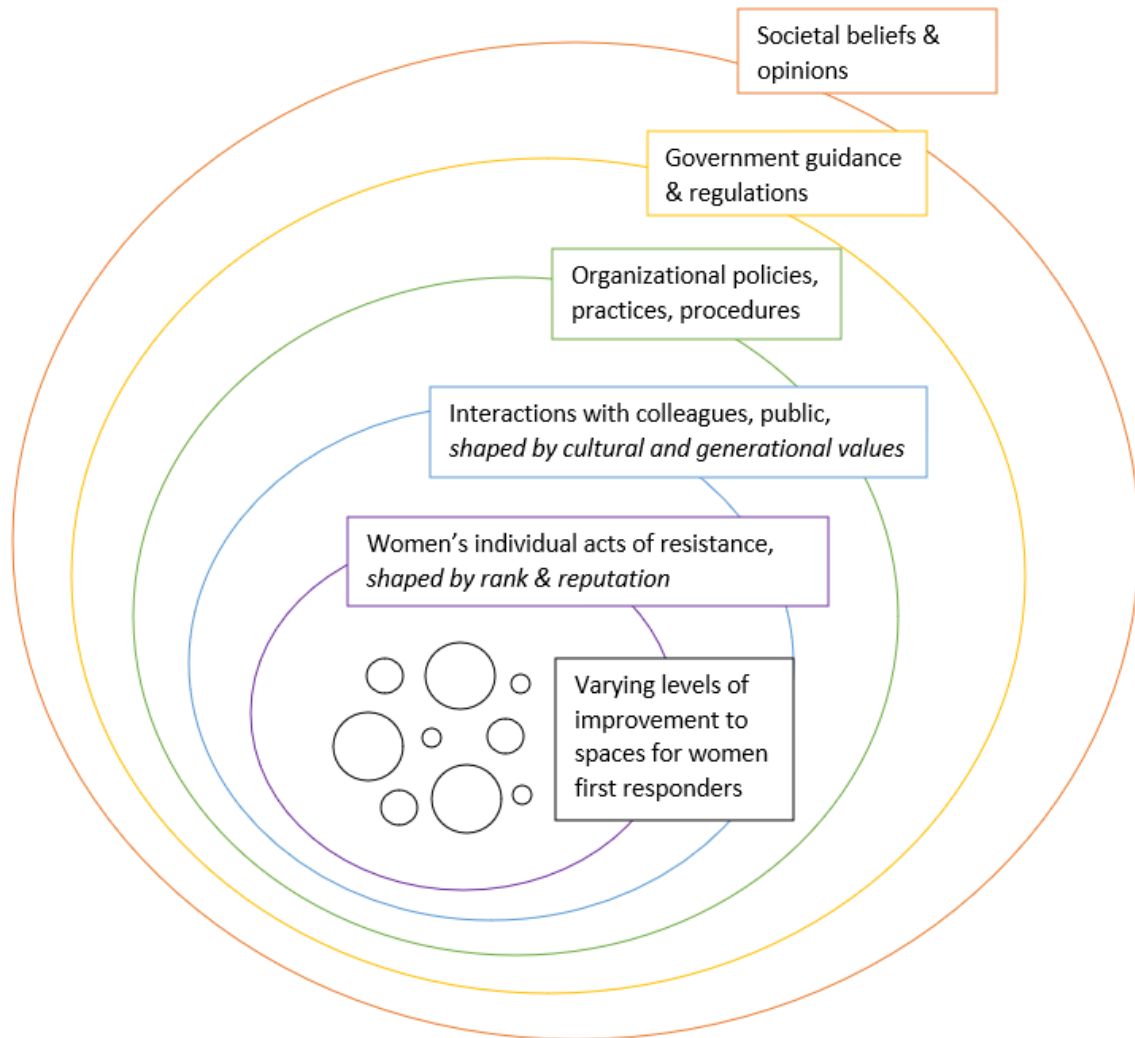 Societal beliefs &
opinions
Government guidance
& regulations
Organizational policies,
practices, procedures
Interactions with colleagues, public,
shaped by cultural and generational values
Women's individual acts of resistance,
shaped by rank & reputation
Varying levels of
improvement to
spaces for women
first responders